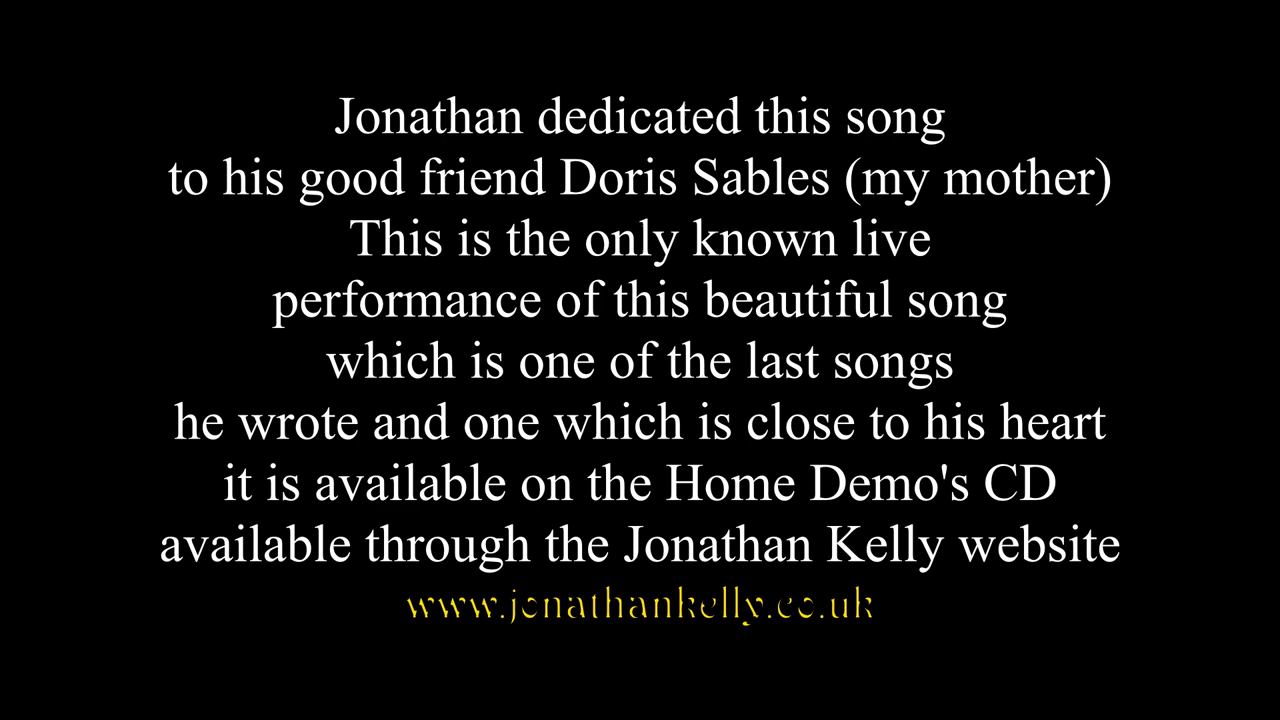 Jonathan dedicated this song
to his good friend Doris Sables (my mother)
This is the only known live
performance of this beautiful song
which is one of the last songs
he wrote and one which is close to his heart
it is available on the Home Demo's CD
available through the Jonathan Kelly website
www.jonathankelly.co.uk